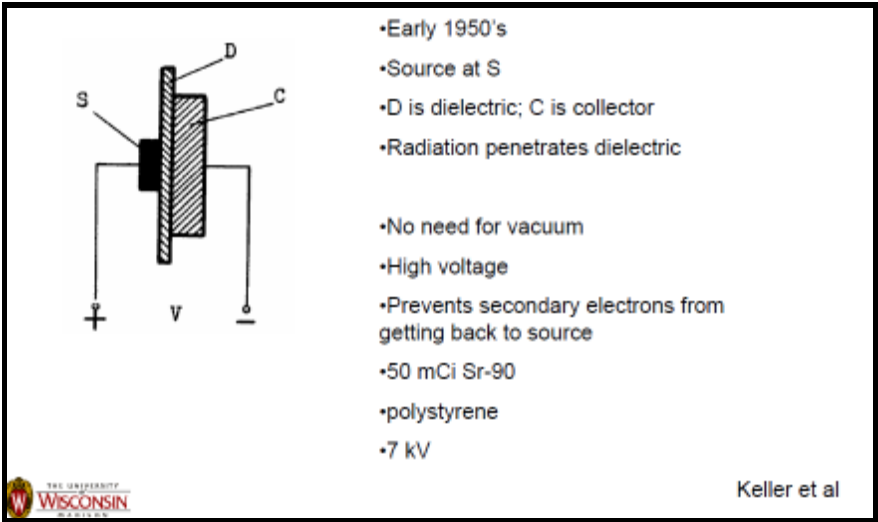 •Early 1950's
•Source at S
•D is dielectric; C is collector
•Radiation penetrates dielectric
•No need for vacuum
•High voltage
•Prevents secondary electrons from
getting back to source
•50 mCi Sr-90
•polystyrene
•7 kV
D
S
C
+ V −
THE UNIVERSITY
WISCONSIN
MADISON
Keller et al